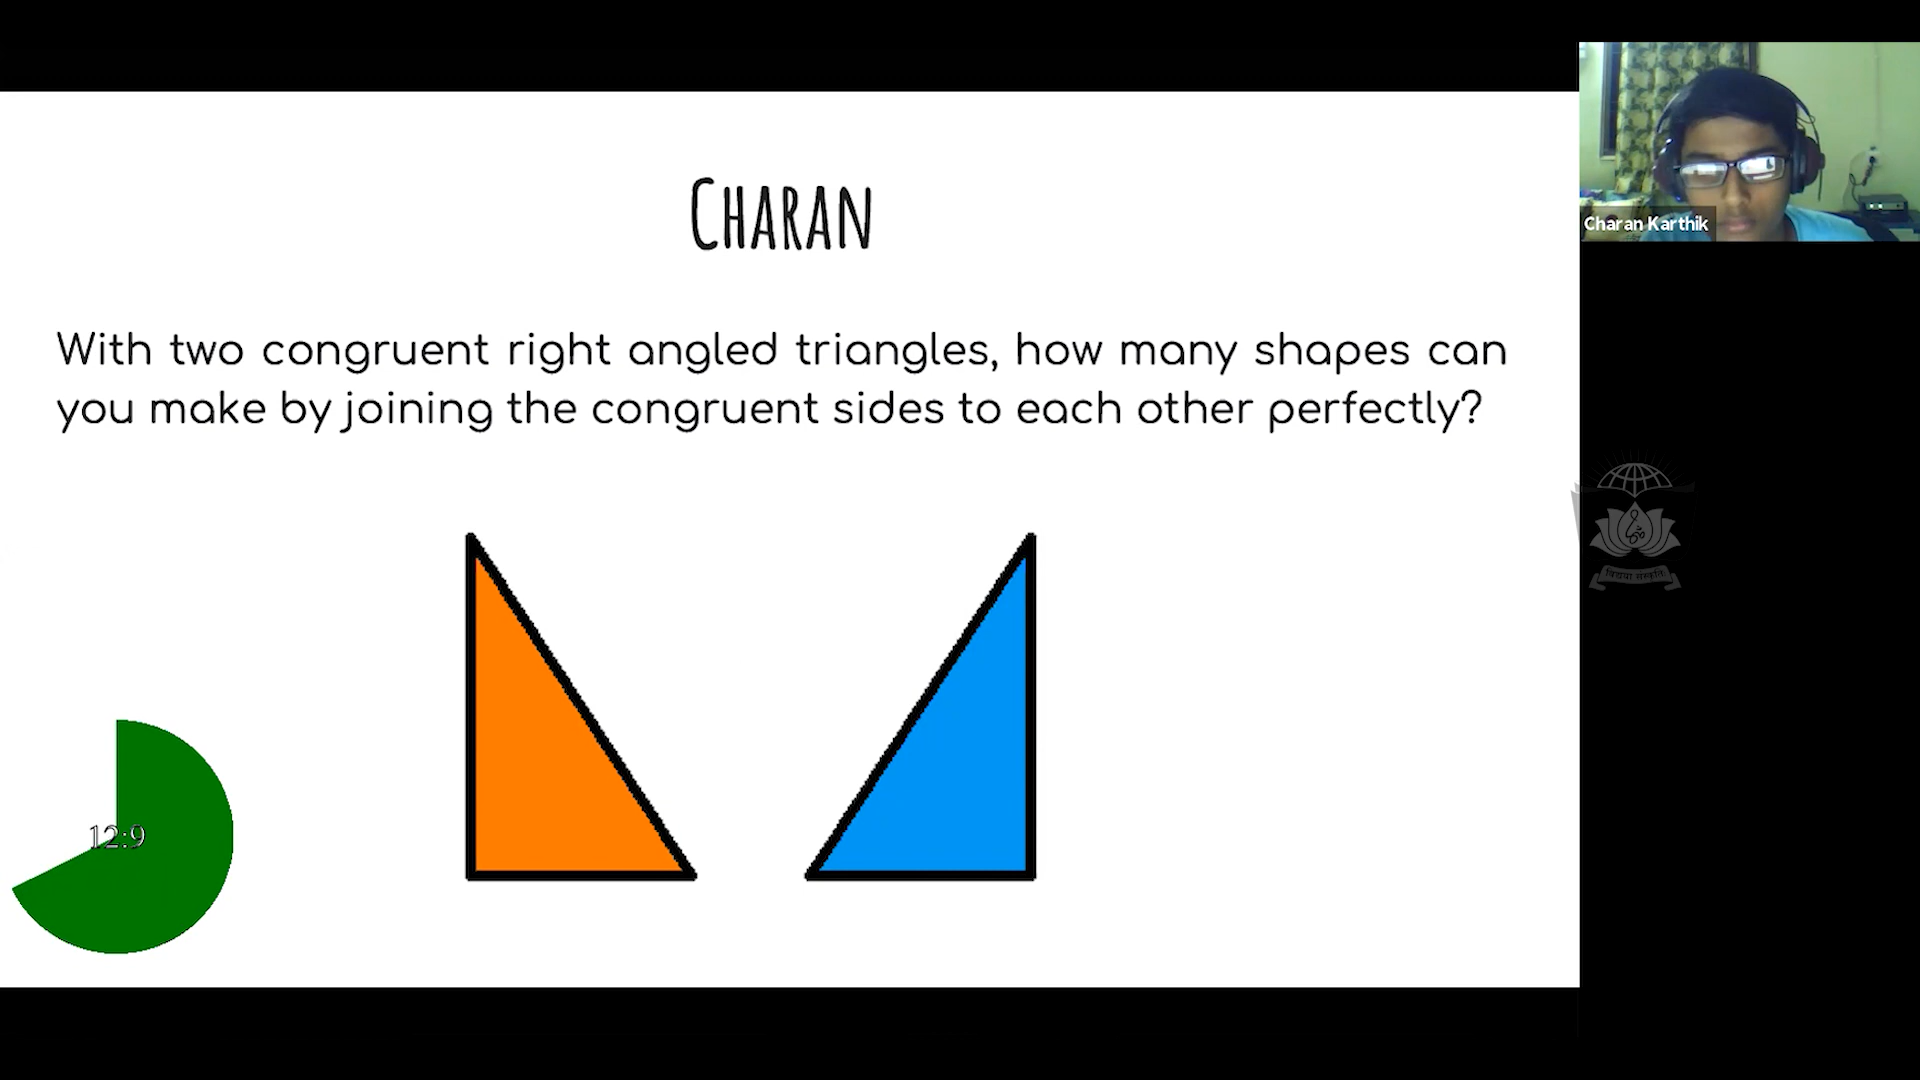 CHARAN
With two congruent right angled triangles, how many shapes can
you make by joining the congruent sides to each other perfectly?
12:9
Charan Karthik
विद्यया संस्कृतिः